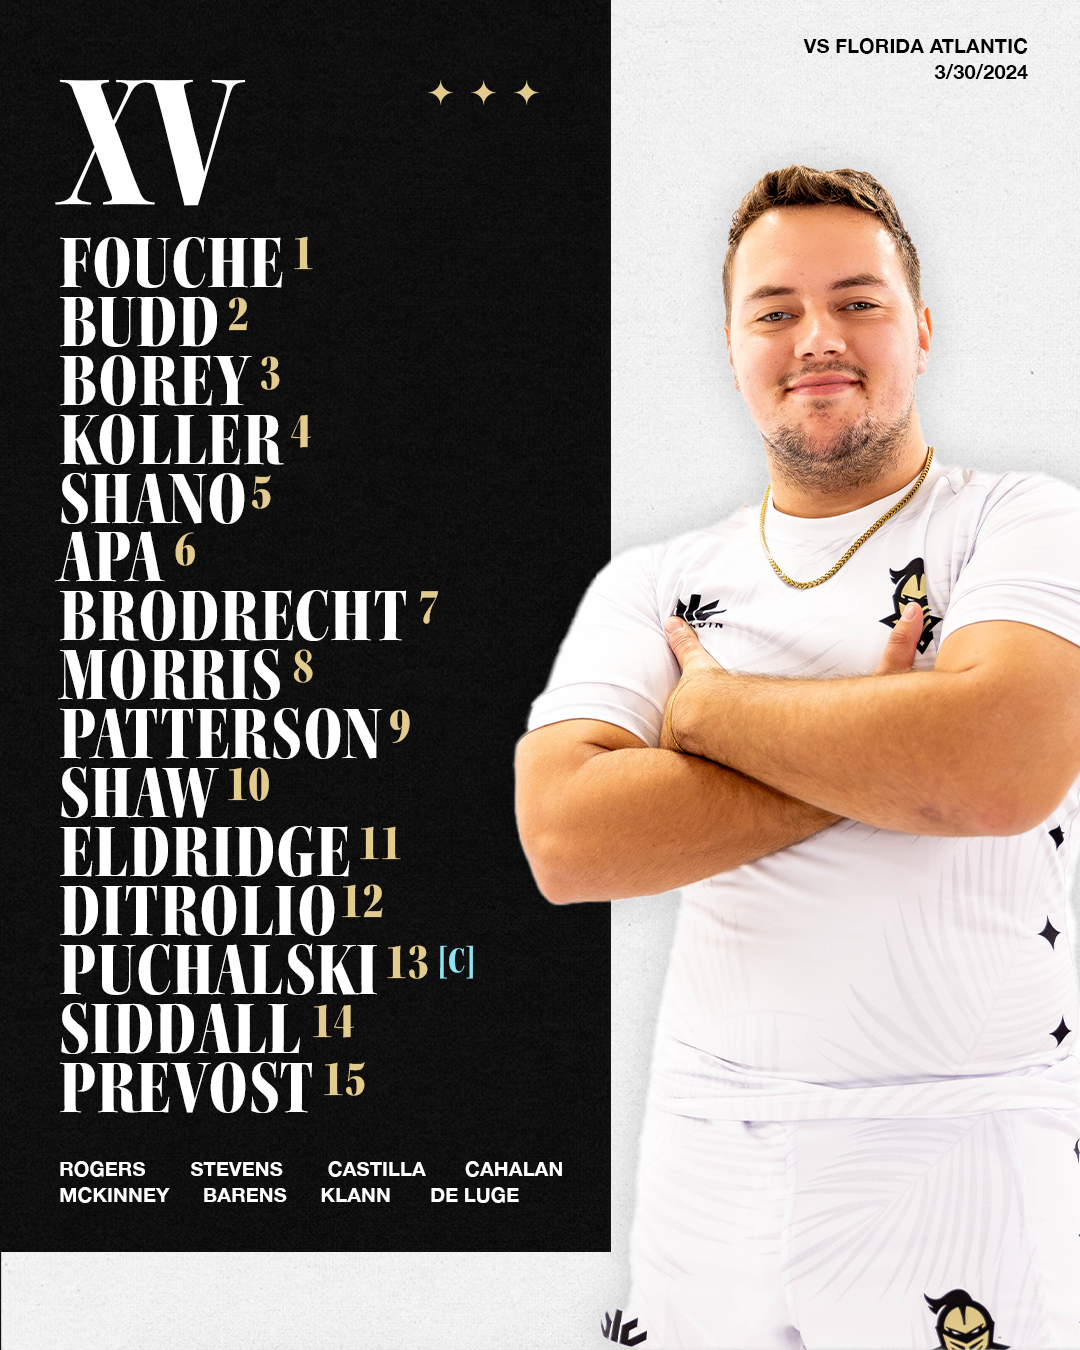 VS FLORIDA ATLANTIC
3/30/2024
XV
FOUCHE 1
BUDD 2
BOREY 3
KOLLER 4
SHANO 5
APA 6
BRODRECHT 7
MORRIS 8
PATTERSON 9
SHAW 10
ELDRIDGE 11
DITROLIO 12
PUCHALSKI 13 [C]
SIDDALL 14
PREVOST 15
ROGERS STEVENS CASTILLA CAHALAN
MCKINNEY BARENS KLANN DE LUGE